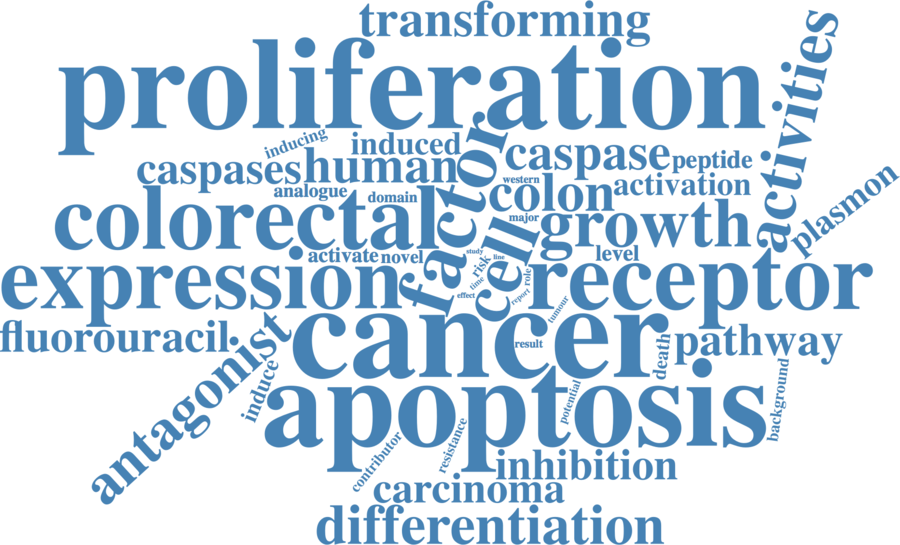 transforming
proliferation
activities
inducing
induced
factor
caspase
peptide
caspases
human
western
colon
activation
analogue
domain
plasmon
colorectal
major
growth
activate
novel
study
line
level
risk
cell
time
role
expression
effect
report
receptor
tumour
fluorouracil
antagonist
cancer
result
death
pathway
induce
apoptosis
potential
background
contributor
resistance
inhibition
carcinoma
differentiation